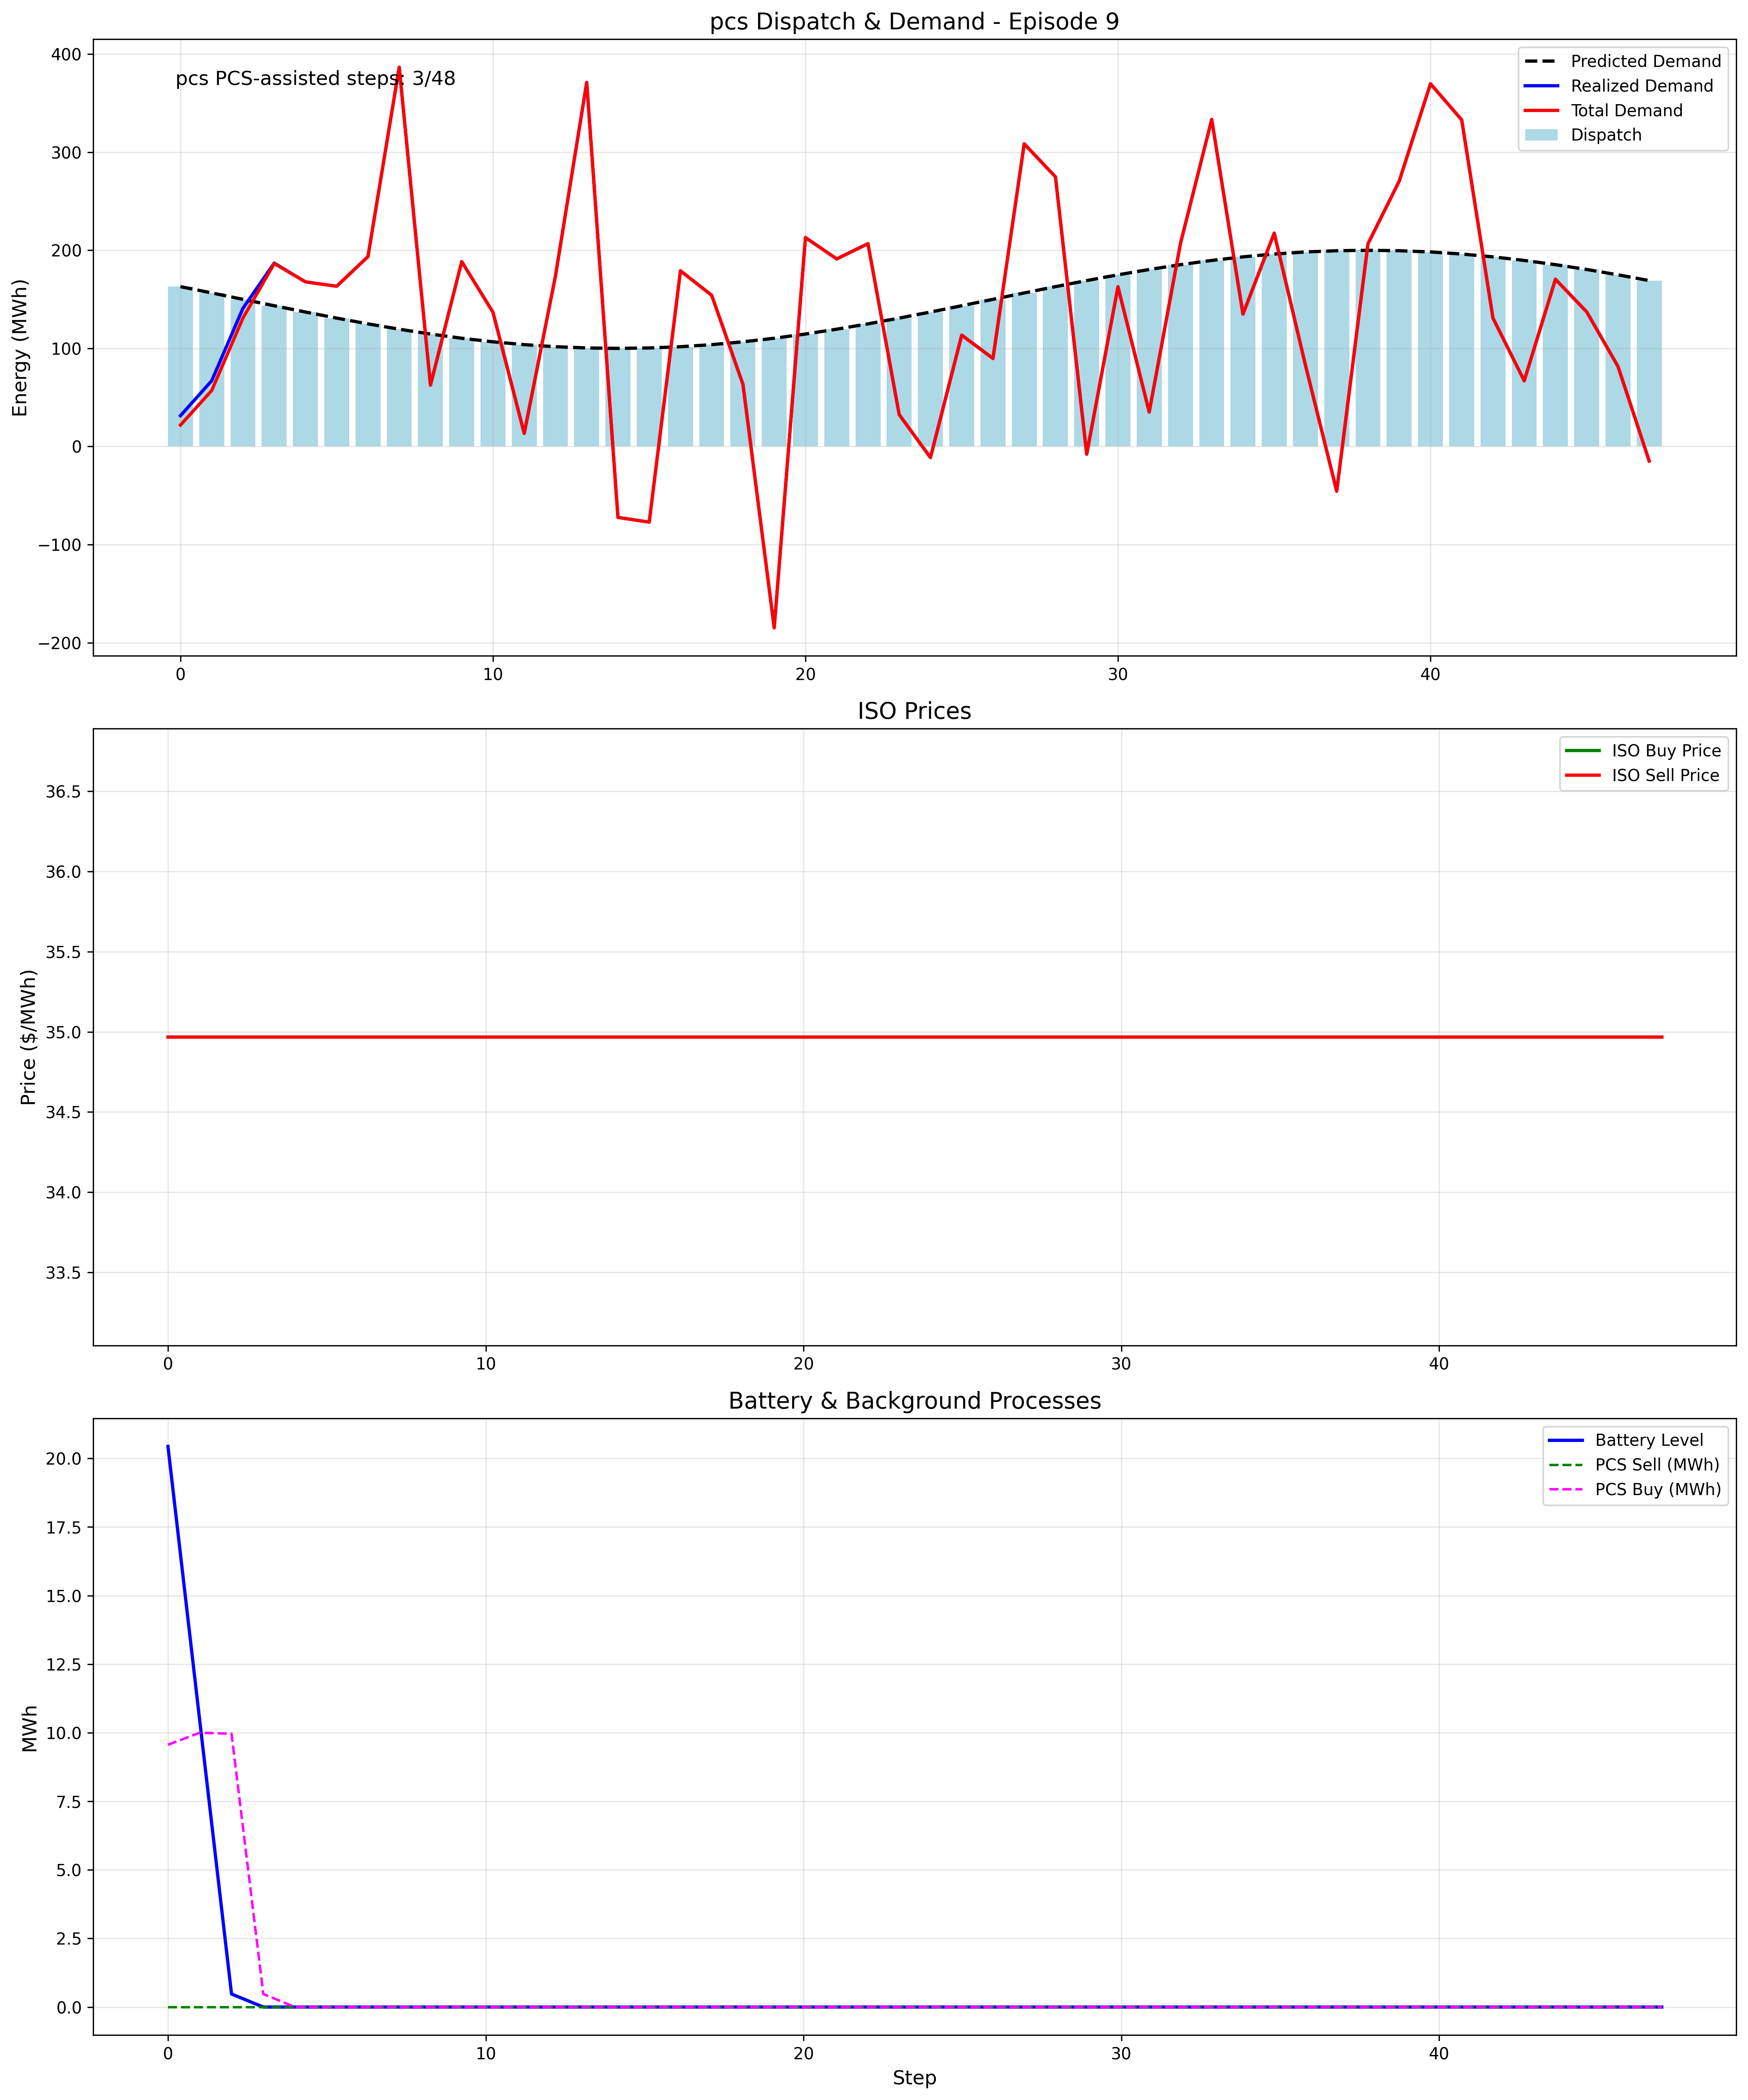 pcs Dispatch & Demand - Episode 9
pcs PCS-assisted steps: 3/48
Predicted Demand
Realized Demand
Total Demand
Dispatch
Energy (MWh)
400
300
200
100
0
−100
−200
0 10 20 30 40
ISO Prices
ISO Buy Price
ISO Sell Price
Price ($/MWh)
36.5
36.0
35.5
35.0
34.5
34.0
33.5
0 10 20 30 40
Battery & Background Processes
Battery Level
PCS Sell (MWh)
PCS Buy (MWh)
MWh
20.0
17.5
15.0
12.5
10.0
7.5
5.0
2.5
0.0
0 10 20 30 40
Step